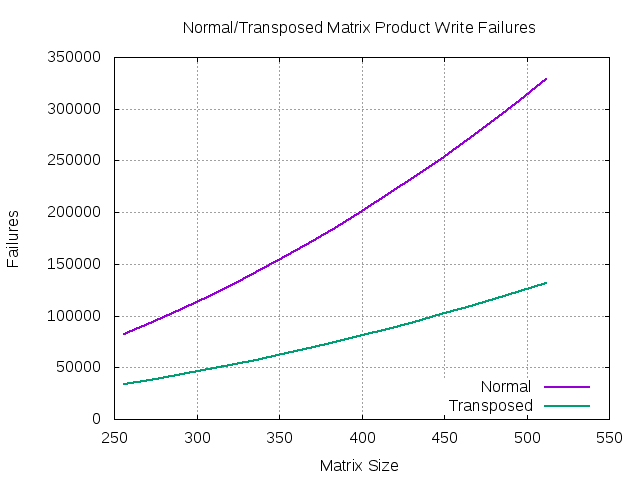 Normal/Transposed Matrix Product Write Failures
350000
300000
250000
200000
150000
100000
50000
0
Failures
Normal
Transposed
250 300 350 400 450 500 550
Matrix Size